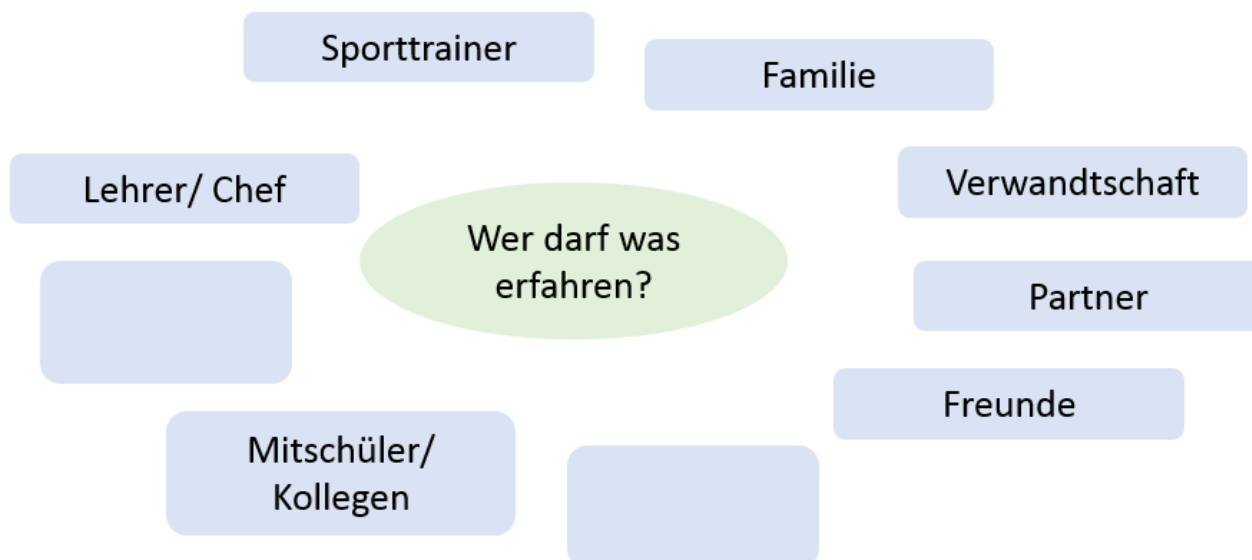 Sporttrainer
Familie
Lehrer/ Chef
Verwandtschaft
Wer darf was
erfahren?
Partner
Freunde
Mitschüler/
Kollegen